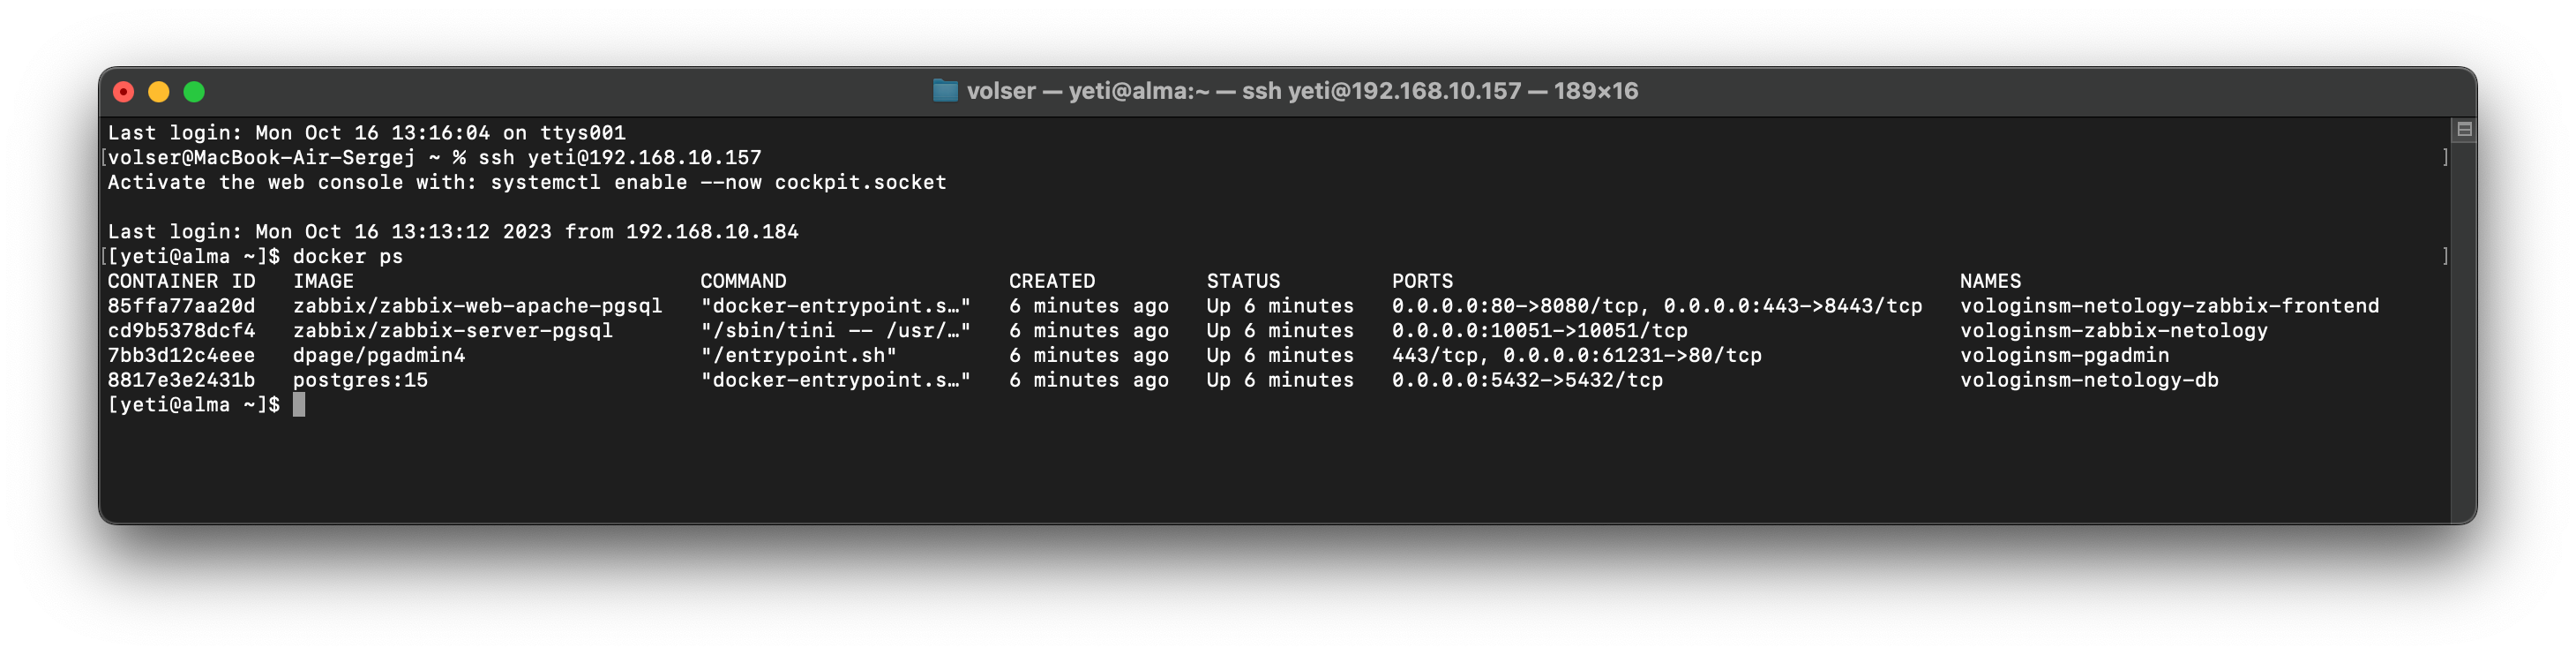 volser — yeti@alma:~ — ssh yeti@192.168.10.157 — 189×16
Last login: Mon Oct 16 13:16:04 on ttys001
[volser@MacBook-Air-Sergej ~ % ssh yeti@192.168.10.157 ]
Activate the web console with: systemctl enable --now cockpit.socket
Last login: Mon Oct 16 13:13:12 2023 from 192.168.10.184
[[yeti@alma ~]$ docker ps ]
CONTAINER ID   IMAGE                            COMMAND                  CREATED         STATUS         PORTS                                         NAMES
85ffa77aa20d   zabbix/zabbix-web-apache-pgsql   "docker-entrypoint.s…"   6 minutes ago   Up 6 minutes   0.0.0.0:80->8080/tcp, 0.0.0.0:443->8443/tcp   vologinsm-netology-zabbix-frontend
cd9b5378dcf4   zabbix/zabbix-server-pgsql       "/sbin/tini -- /usr/…"   6 minutes ago   Up 6 minutes   0.0.0.0:10051->10051/tcp                      vologinsm-zabbix-netology
7bb3d12c4eee   dpage/pgadmin4                   "/entrypoint.sh"         6 minutes ago   Up 6 minutes   443/tcp, 0.0.0.0:61231->80/tcp                vologinsm-pgadmin
8817e3e2431b   postgres:15                      "docker-entrypoint.s…"   6 minutes ago   Up 6 minutes   0.0.0.0:5432->5432/tcp                        vologinsm-netology-db
[yeti@alma ~]$